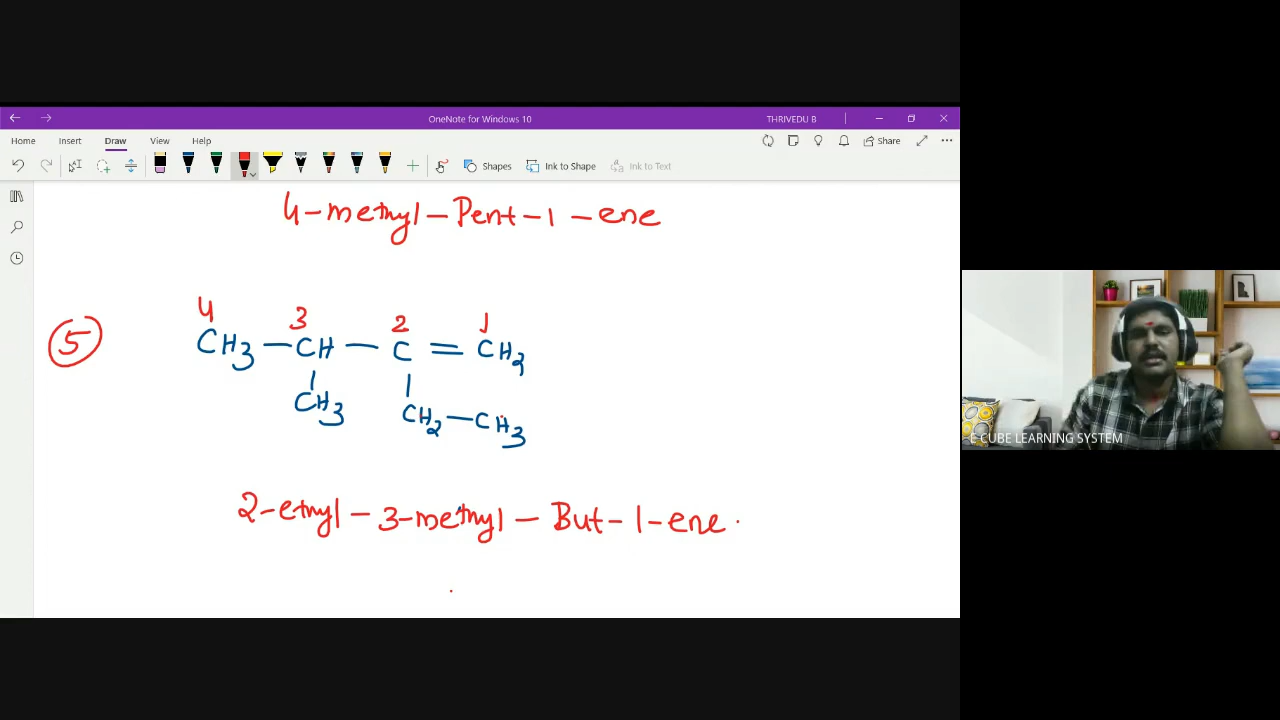 OneNote for Windows 10
THRIVEDU B
Home Insert Draw View Help
Share
Shapes Ink to Shape Ink to Text
4-methyl-Pent-1-ene
4 3 2 1
5 CH3 - CH - C = CH2
CH3 CH2 - CH3
2-ethyl-3-methyl-But-1-ene.
E CUBE LEARNING SYSTEM